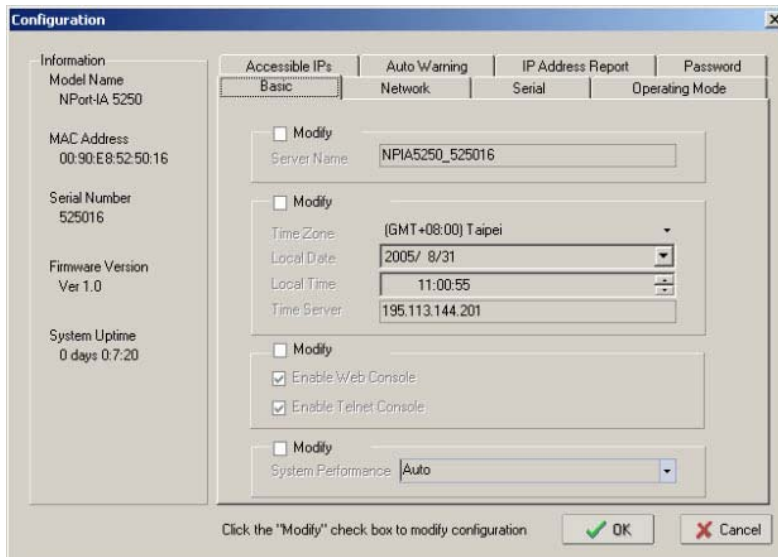 Configuration
Information
Model Name
NPort-IA 5250
MAC Address
00:90:E8:52:50:16
Serial Number
525016
Firmware Version
Ver 1.0
System Uptime
0 days 0:7:20
Accessible IPs Auto Warning IP Address Report Password
Basic Network Serial Operating Mode
Modify
Server Name NPIA5250_525016
Modify
Time Zone (GMT+08:00) Taipei
Local Date 2005/ 8/31
Local Time 11:00:55
Time Server 195.113.144.201
Modify
Enable Web Console
Enable Telnet Console
Modify
System Performance Auto
Click the "Modify" check box to modify configuration OK Cancel